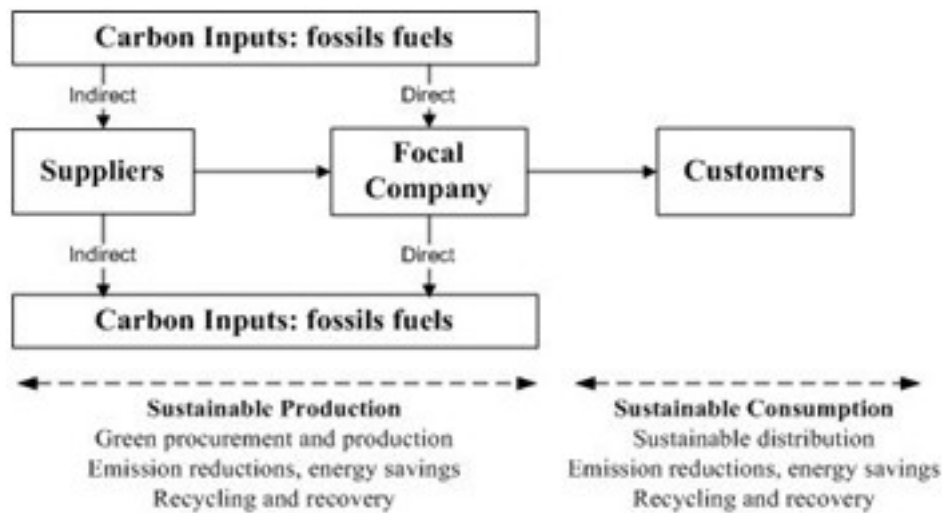 Carbon Inputs: fossils fuels
Indirect
Direct
Suppliers
Focal
Company
Customers
Indirect
Direct
Carbon Inputs: fossils fuels
Sustainable Production
Green procurement and production
Emission reductions, energy savings
Recycling and recovery
Sustainable Consumption
Sustainable distribution
Emission reductions, energy savings
Recycling and recovery